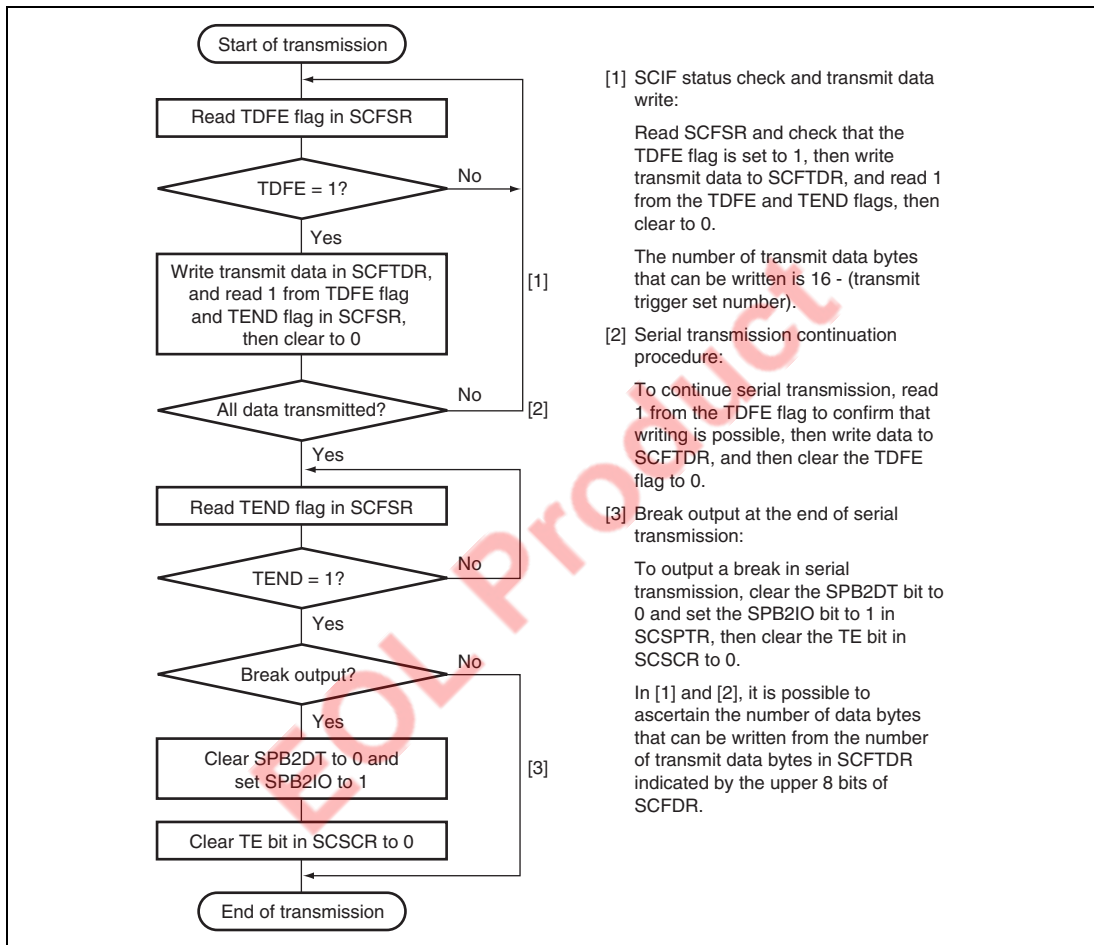 Start of transmission
Read TDFE flag in SCFSR
TDFE = 1?
No
Yes
Write transmit data in SCFTDR,
and read 1 from TDFE flag
and TEND flag in SCFSR,
then clear to 0
[1]
All data transmitted?
No
[2]
Yes
Read TEND flag in SCFSR
TEND = 1?
No
Yes
Break output?
No
Yes
Clear SPB2DT to 0 and
set SPB2IO to 1
[3]
Clear TE bit in SCSCR to 0
End of transmission
[1] SCIF status check and transmit data
write:
Read SCFSR and check that the
TDFE flag is set to 1, then write
transmit data to SCFTDR, and read 1
from the TDFE and TEND flags, then
clear to 0.
The number of transmit data bytes
that can be written is 16 - (transmit
trigger set number).
[2] Serial transmission continuation
procedure:
To continue serial transmission, read
1 from the TDFE flag to confirm that
writing is possible, then write data to
SCFTDR, and then clear the TDFE
flag to 0.
[3] Break output at the end of serial
transmission:
To output a break in serial
transmission, clear the SPB2DT bit to
0 and set the SPB2IO bit to 1 in
SCSPTR, then clear the TE bit in
SCSCR to 0.
In [1] and [2], it is possible to
ascertain the number of data bytes
that can be written from the number
of transmit data bytes in SCFTDR
indicated by the upper 8 bits of
SCFDR.
EOL Product